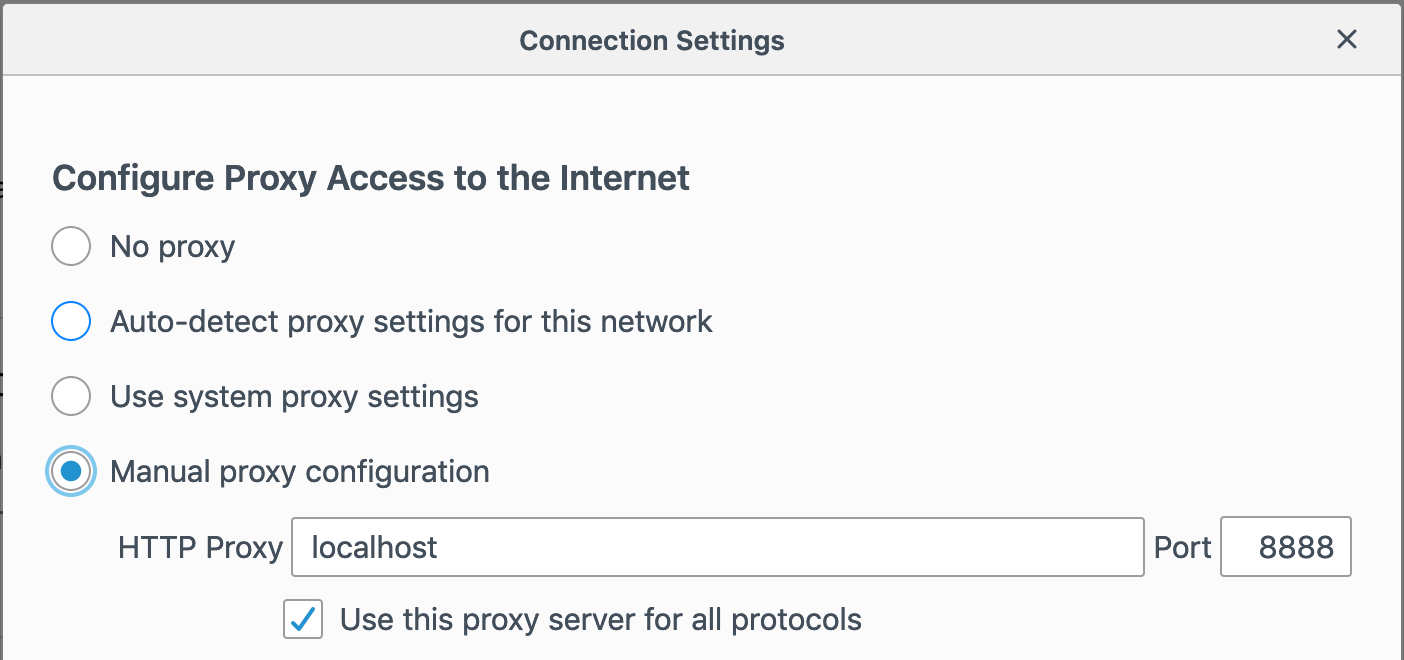 Connection Settings
Configure Proxy Access to the Internet
No proxy
Auto-detect proxy settings for this network
Use system proxy settings
Manual proxy configuration
HTTP Proxy localhost Port 8888
Use this proxy server for all protocols